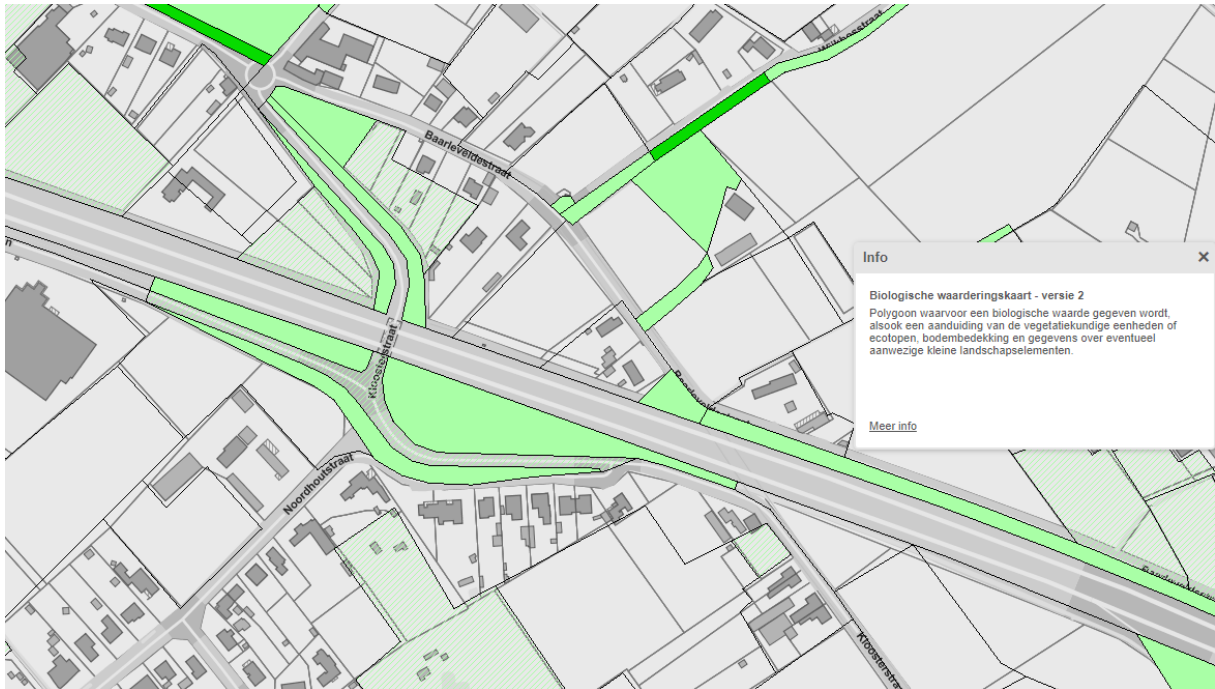 Baarleveldestraat
Info
×
Biologische waarderingskaart - versie 2
Polygoon waarvoor een biologische waarde gegeven wordt,
alsook een aanduiding van de vegetatiekundige eenheden of
ecotopen, bodembedekking en gegevens over eventueel
aanwezige kleine landschapselementen.
Meer info
Kloosterstraat
Noordhoutstraat